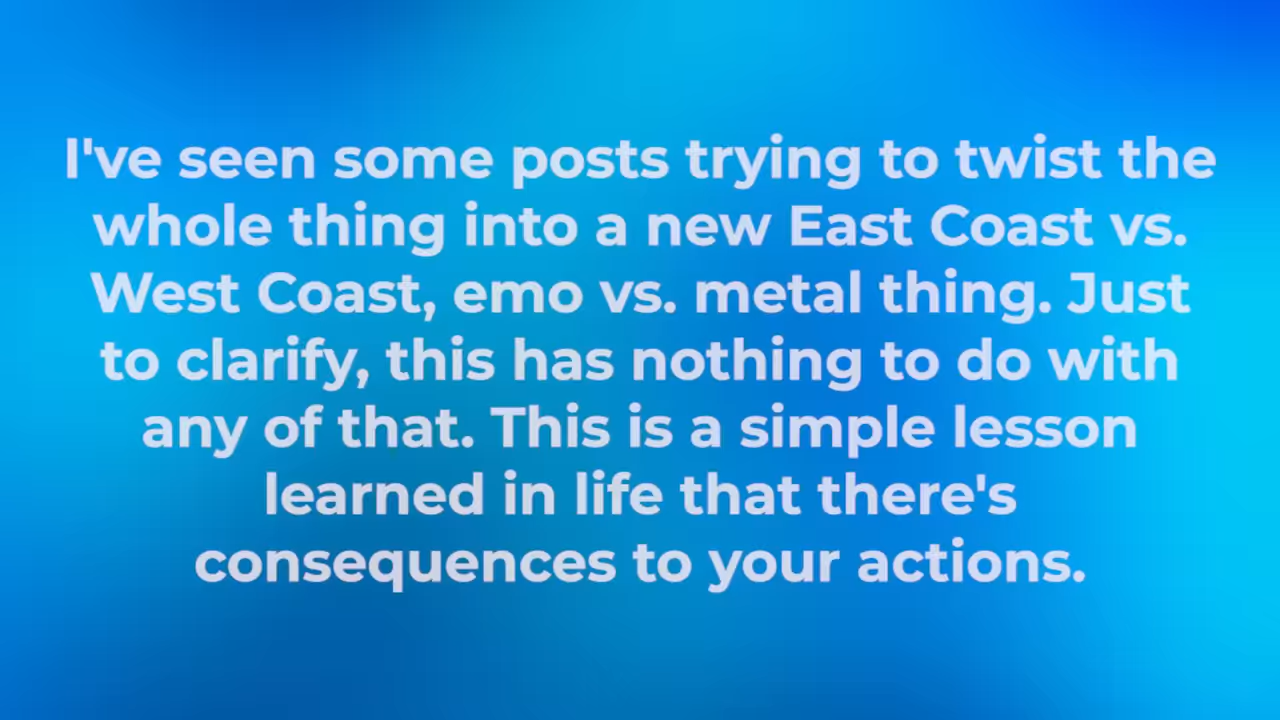 I've seen some posts trying to twist the
whole thing into a new East Coast vs.
West Coast, emo vs. metal thing. Just
to clarify, this has nothing to do with
any of that. This is a simple lesson
learned in life that there's
consequences to your actions.